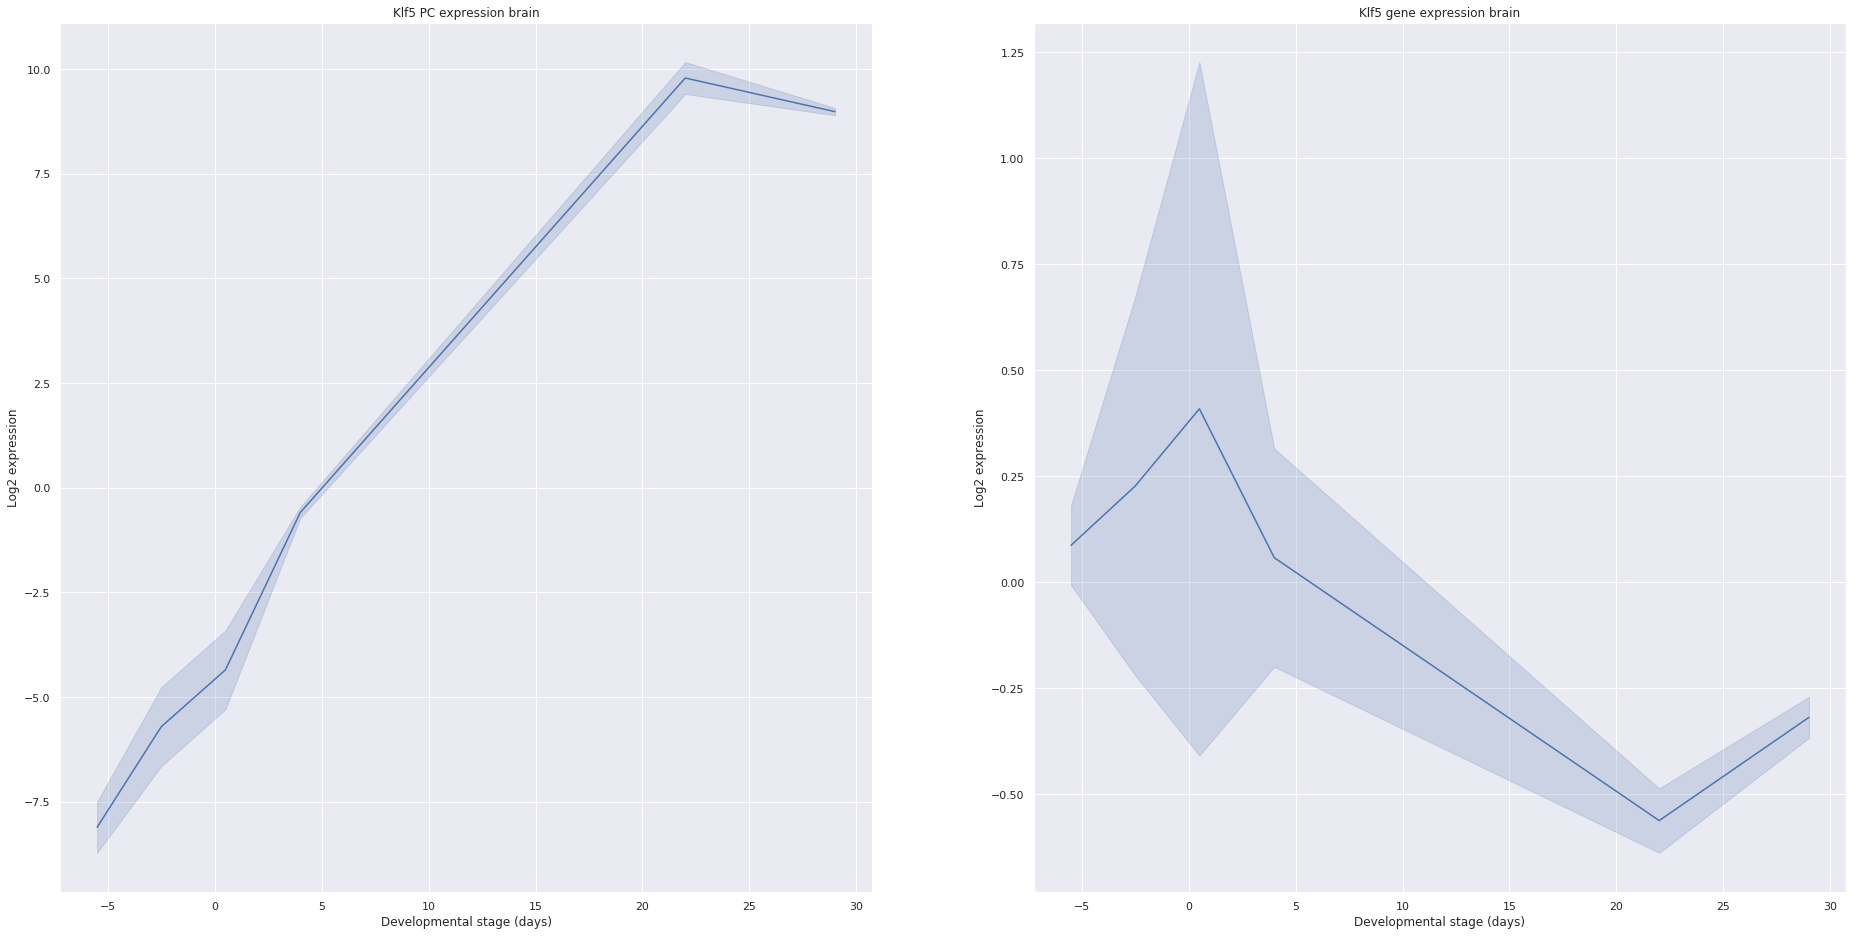 Klf5 PC expression brain
10.0
7.5
5.0
2.5
0.0
−2.5
−5.0
−7.5
Log2 expression
−5 0 5 10 15 20 25 30
Developmental stage (days)
Klf5 gene expression brain
1.25
1.00
0.75
0.50
0.25
0.00
−0.25
−0.50
Log2 expression
−5 0 5 10 15 20 25 30
Developmental stage (days)